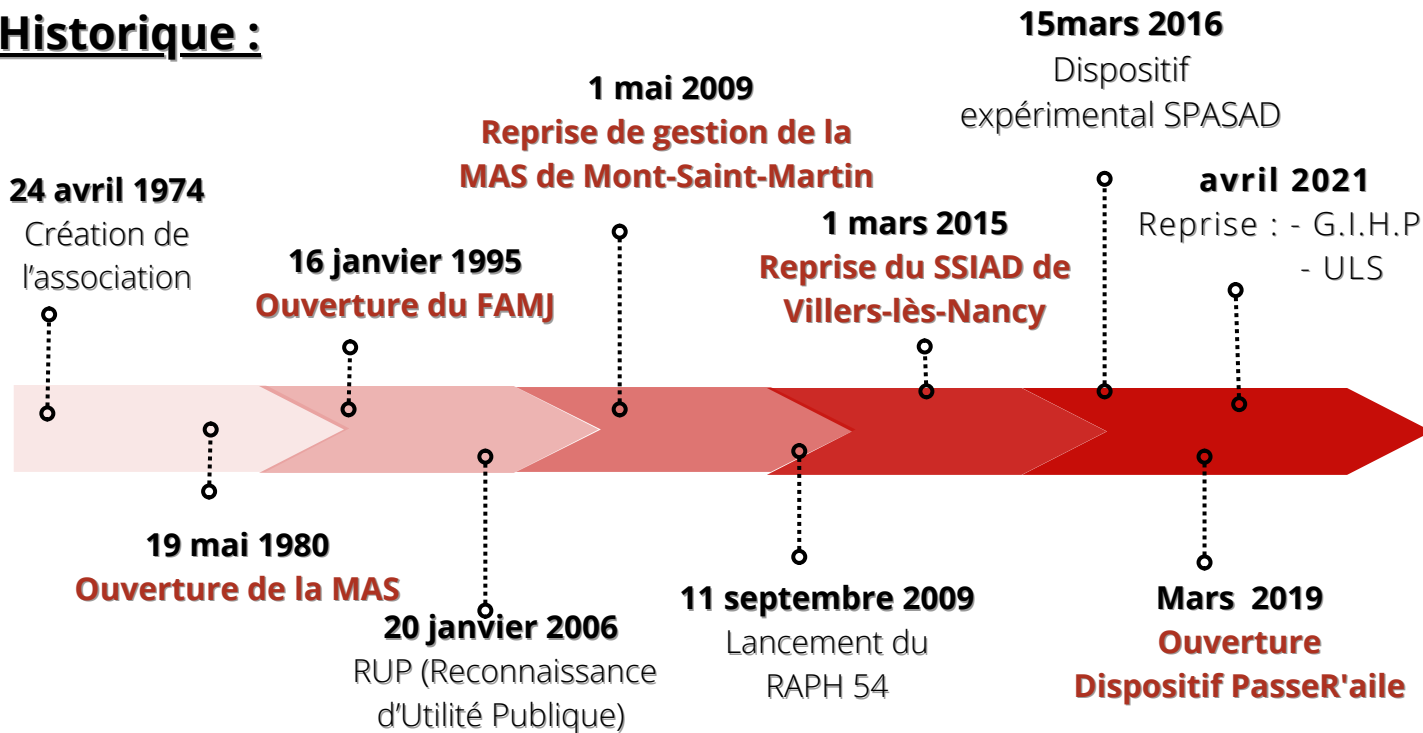 Historique :
24 avril 1974
Création de
l'association
19 mai 1980
Ouverture de la MAS
16 janvier 1995
Ouverture du FAMJ
20 janvier 2006
RUP (Reconnaissance
d'Utilité Publique)
1 mai 2009
Reprise de gestion de la
MAS de Mont-Saint-Martin
11 septembre 2009
Lancement du
RAPH 54
1 mars 2015
Reprise du SSIAD de
Villers-lès-Nancy
15mars 2016
Dispositif
expérimental SPASAD
Mars 2019
Ouverture
Dispositif PasseR'aile
avril 2021
Reprise : - G.I.H.P
- ULS